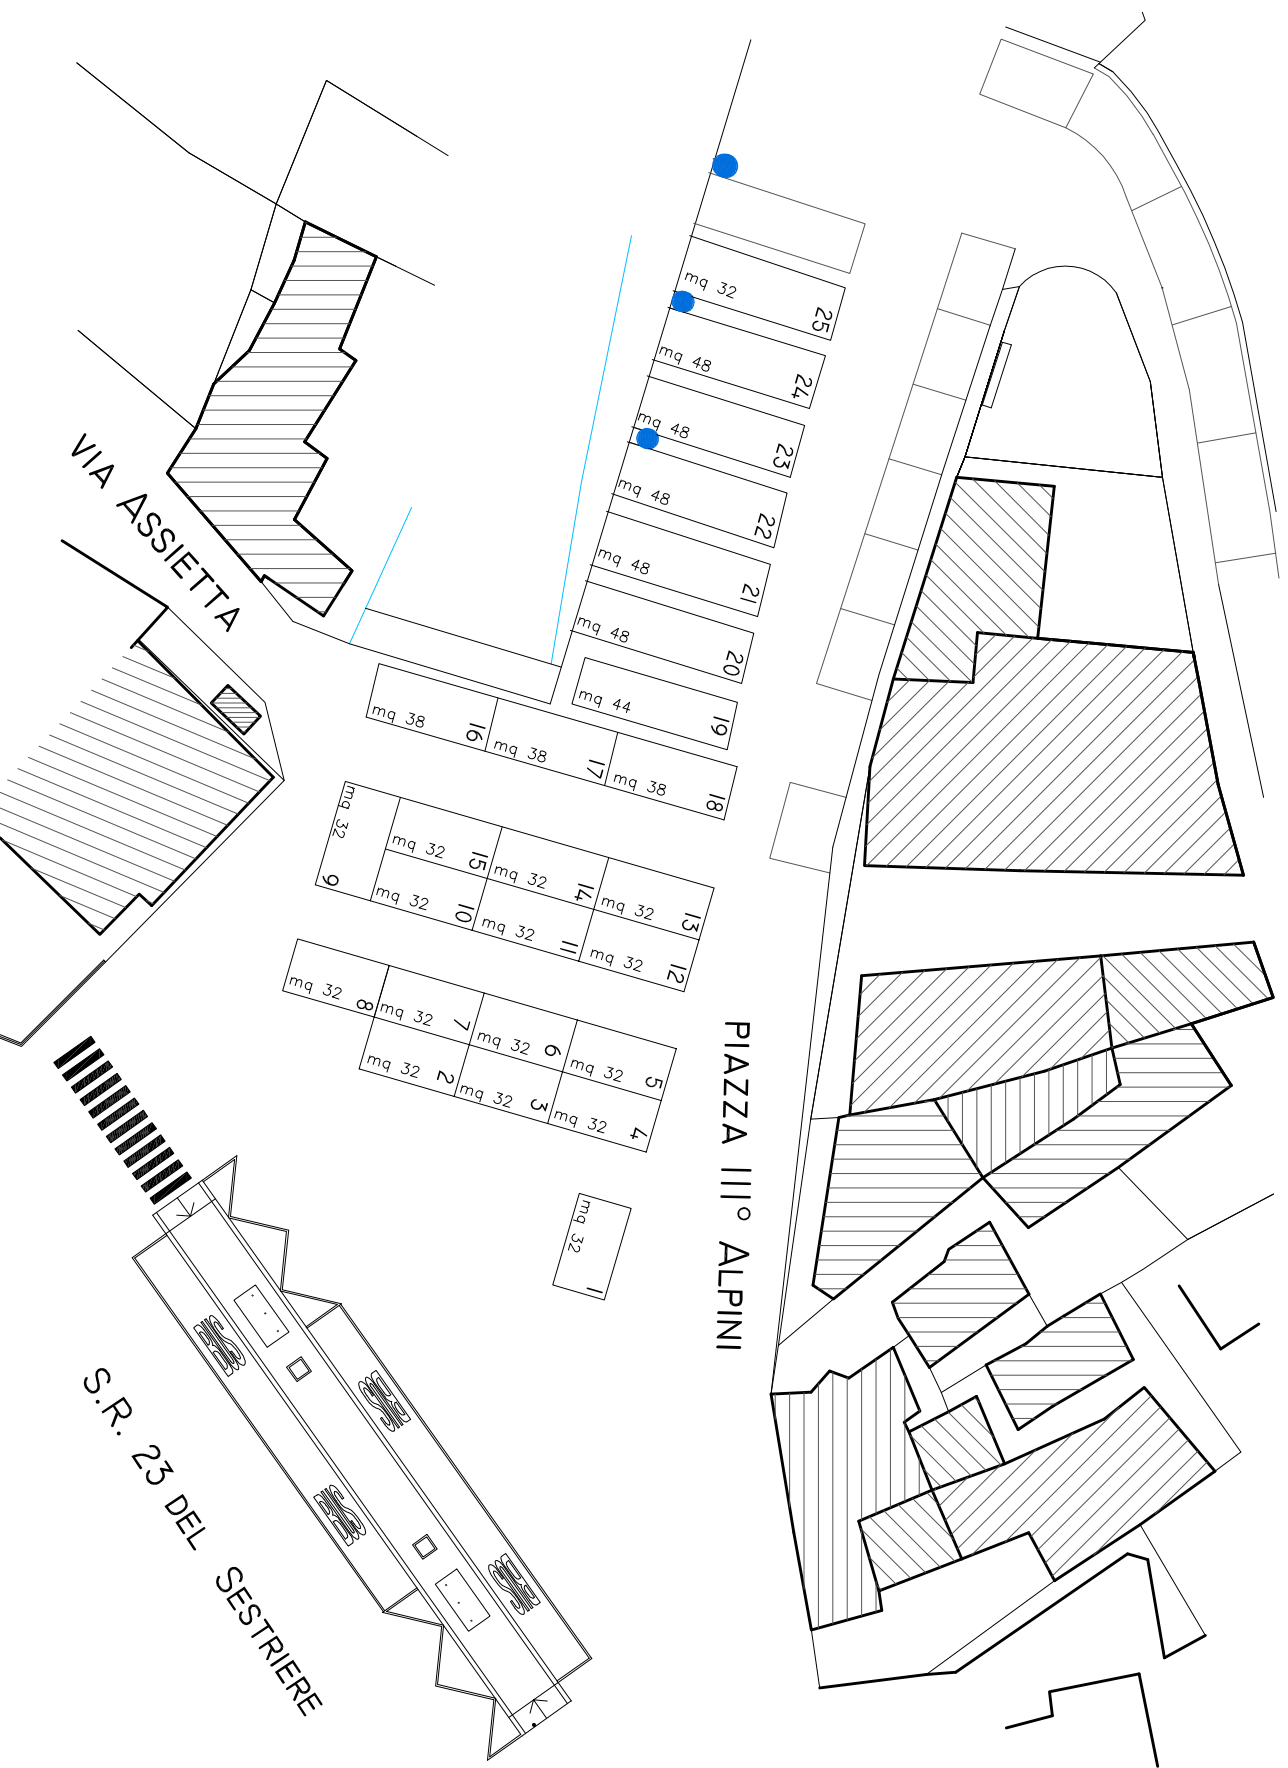 mq 32
25
mq 48
24
mq 48
23
mq 48
22
mq 48
21
mq 48
20
mq 44
19
mq 38
16
mq 38
17
mq 38
18
mq 32
9
mq 32
15
mq 32
14
mq 32
13
mq 32
10
mq 32
11
mq 32
12
mq 32
8
mq 32
7
mq 32
6
mq 32
5
mq 32
2
mq 32
3
mq 32
4
mq 32
1
VIA ASSIETTA
PIAZZA III° ALPINI
BUS
BUS
BUS
BUS
S.R. 23 DEL SESTRIERE